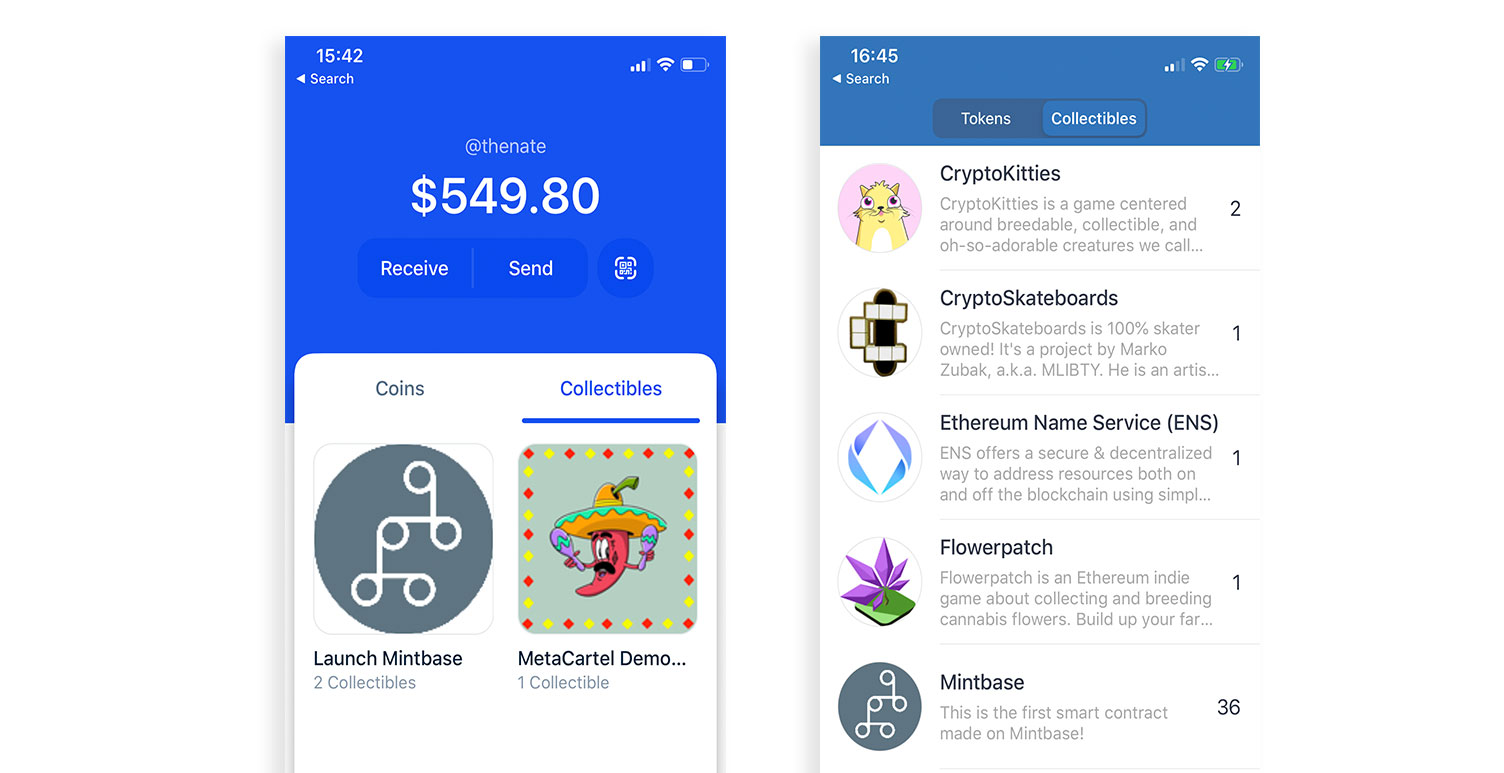 15:42
◀ Search
@thenate
$549.80
Receive
Send
Coins
Collectibles
Launch Mintbase
2 Collectibles
MetaCartel Demo...
1 Collectible
16:45
◀ Search
Tokens
Collectibles
CryptoKitties
CryptoKitties is a game centered
around breedable, collectible, and
oh-so-adorable creatures we call...
2
CryptoSkateboards
CryptoSkateboards is 100% skater
owned! It's a project by Marko
Zubak, a.k.a. MLIBTY. He is an artis...
1
Ethereum Name Service (ENS)
ENS offers a secure & decentralized
way to address resources both on
and off the blockchain using simpl...
1
Flowerpatch
Flowerpatch is an Ethereum indie
game about collecting and breeding
cannabis flowers. Build up your far...
1
Mintbase
This is the first smart contract
made on Mintbase!
36